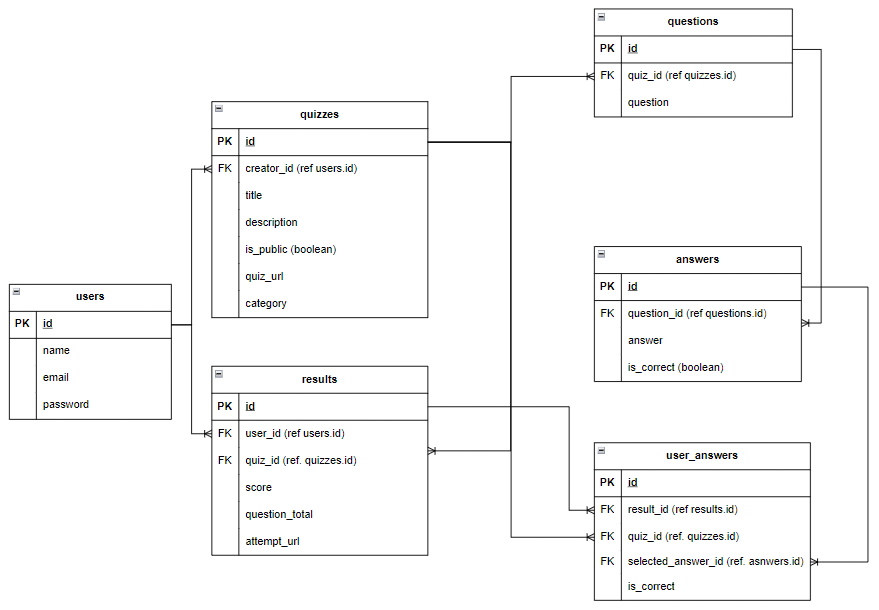 questions
PK id
FK quiz_id (ref quizzes.id)
question
quizzes
PK id
FK creator_id (ref users.id)
title
description
is_public (boolean)
quiz_url
category
answers
PK id
FK question_id (ref questions.id)
answer
is_correct (boolean)
users
PK id
name
email
password
results
PK id
FK user_id (ref users.id)
FK quiz_id (ref. quizzes.id)
score
question_total
attempt_url
user_answers
PK id
FK result_id (ref results.id)
FK quiz_id (ref. quizzes.id)
FK selected_answer_id (ref. asnwers.id)
is_correct